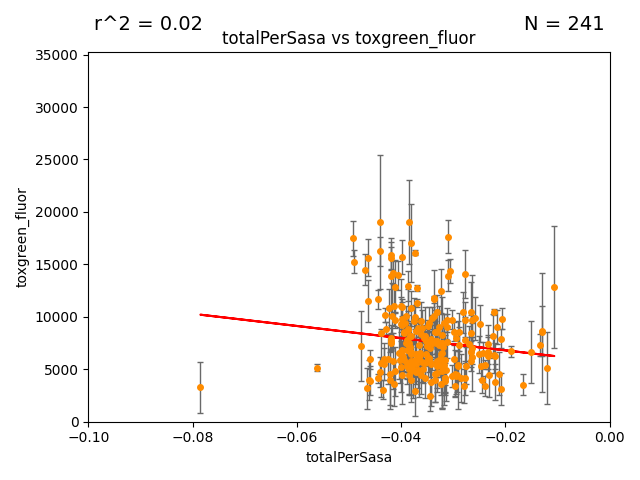 r^2 = 0.02
N = 241
totalPerSasa vs toxgreen_fluor
35000
30000
25000
20000
15000
10000
5000
0
toxgreen_fluor
−0.10
−0.08
−0.06
−0.04
−0.02
0.00
totalPerSasa